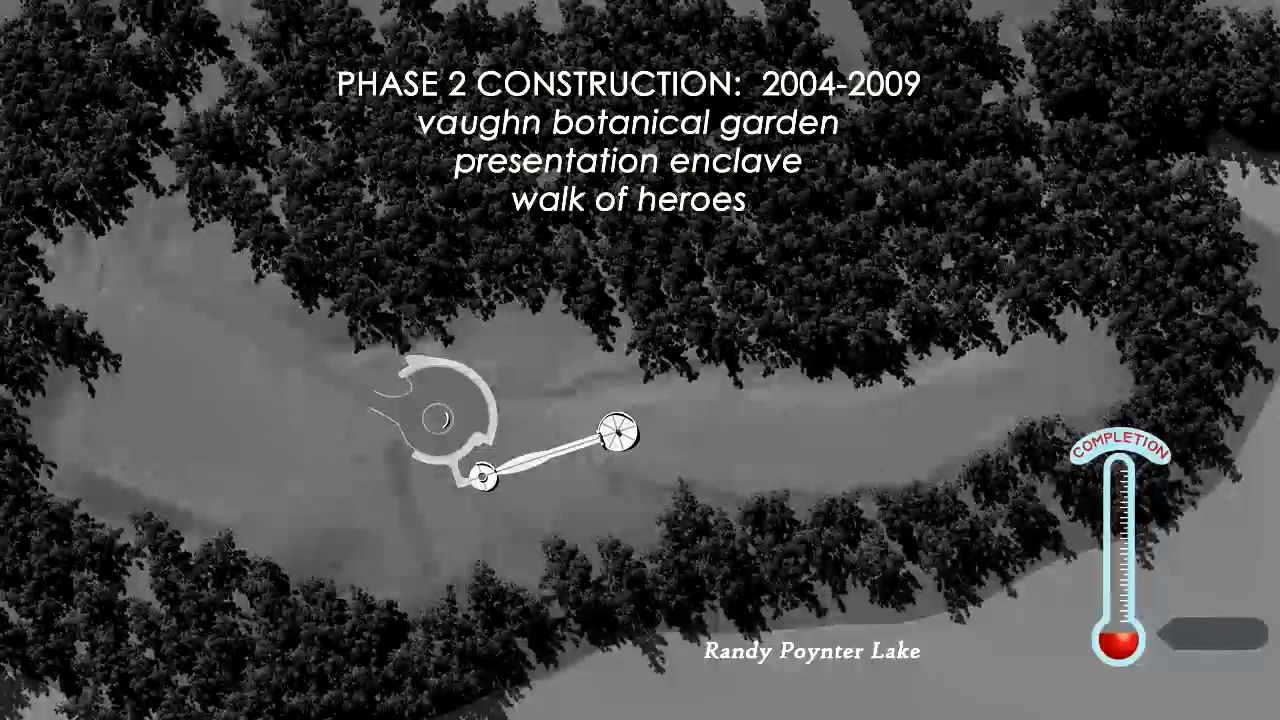 PHASE 2 CONSTRUCTION: 2004-2009
vaughn botanical garden
presentation enclave
walk of heroes
COMPLETION
Randy Poynter Lake